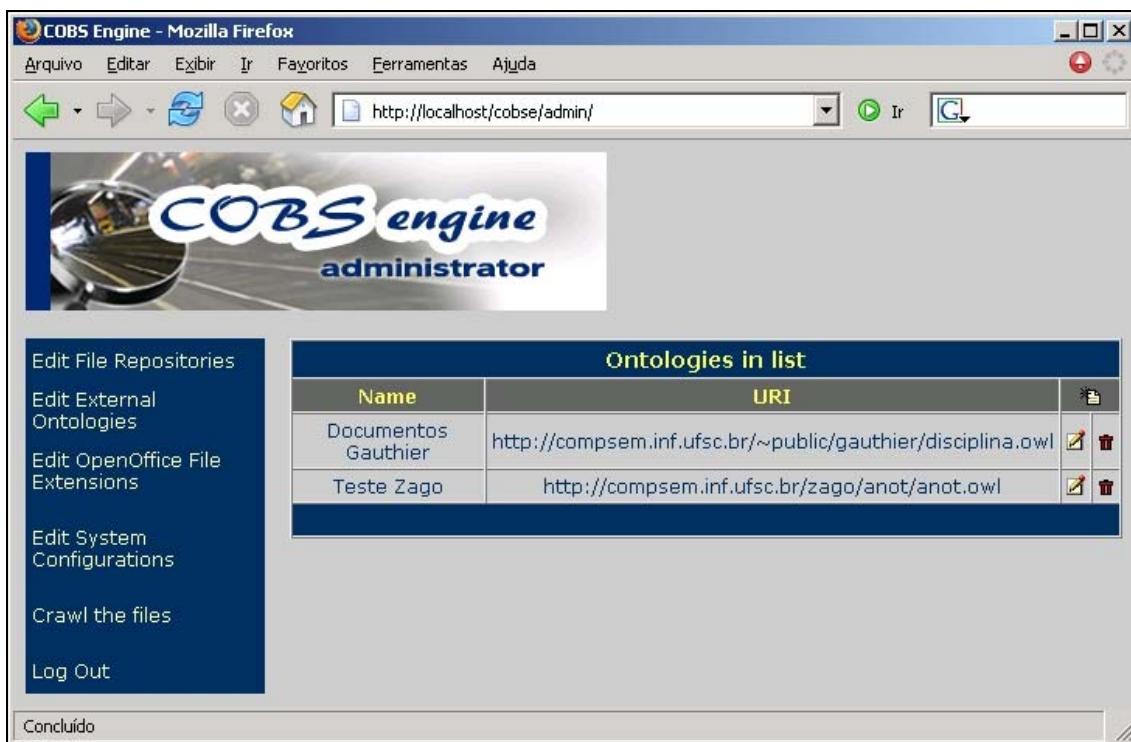 COBS Engine - Mozilla Firefox
Arquivo Editar Exibir Ir Favoritos Ferramentas Ajuda
http://localhost/cobse/admin/
Ir
G
COBS engine
administrator
Edit File Repositories
Edit External
Ontologies
Edit OpenOffice File
Extensions
Edit System
Configurations
Crawl the files
Log Out
Ontologies in list
Name URI
Documentos
Gauthier
http://compsem.inf.ufsc.br/~public/gauthier/disciplina.owl
Teste Zago http://compsem.inf.ufsc.br/zago/anot/anot.owl
Concluído